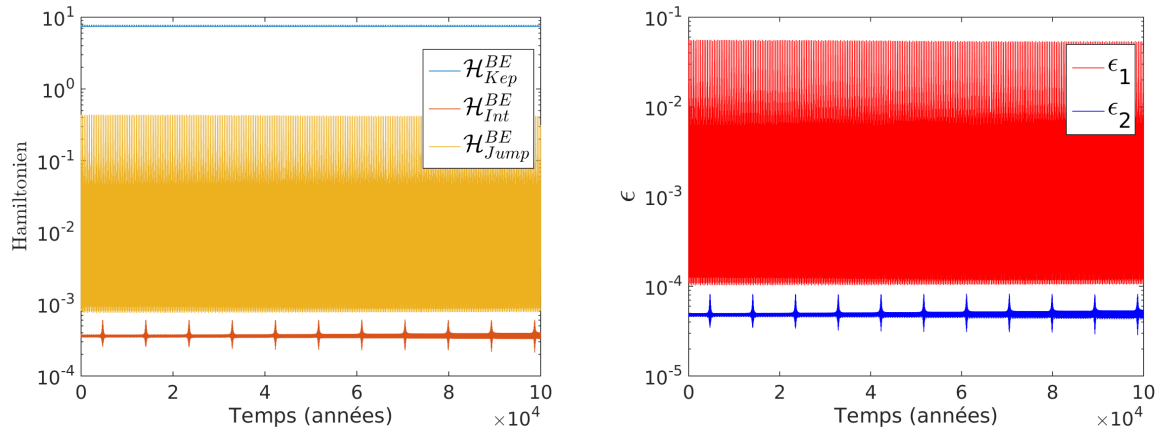 10^1
10^0
10^-1
10^-2
10^-3
10^-4
Hamiltonien
0 2 4 6 8 10
×10^4
Temps (années)
ℋ^BE_Kep
ℋ^BE_Int
ℋ^BE_Jump
10^-1
10^-2
10^-3
10^-4
10^-5
ϵ
0 2 4 6 8 10
×10^4
Temps (années)
ϵ_1
ϵ_2